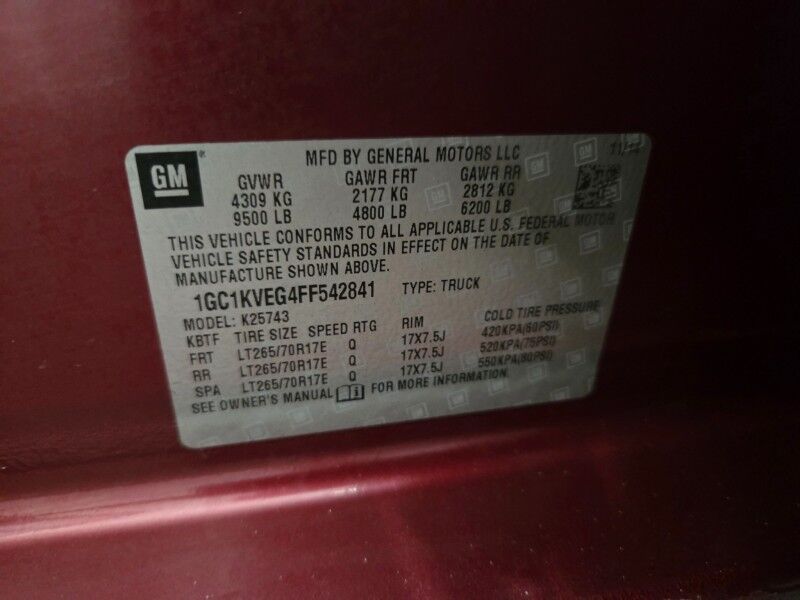 GM
MFD BY GENERAL MOTORS LLC 11/14
GVWR GAWR FRT GAWR RR
4309 KG 2177 KG 2812 KG
9500 LB 4800 LB 6200 LB
THIS VEHICLE CONFORMS TO ALL APPLICABLE U.S. FEDERAL MOTOR
VEHICLE SAFETY STANDARDS IN EFFECT ON THE DATE OF
MANUFACTURE SHOWN ABOVE.
1GC1KVEG4FF542841 TYPE: TRUCK
MODEL: K25743
KBTF TIRE SIZE SPEED RTG RIM COLD TIRE PRESSURE
FRT LT265/70R17E Q 17X7.5J 420KPA(60PSI)
RR LT265/70R17E Q 17X7.5J 520KPA(75PSI)
SPA LT265/70R17E Q 17X7.5J 550KPA(80PSI)
SEE OWNER'S MANUAL FOR MORE INFORMATION.